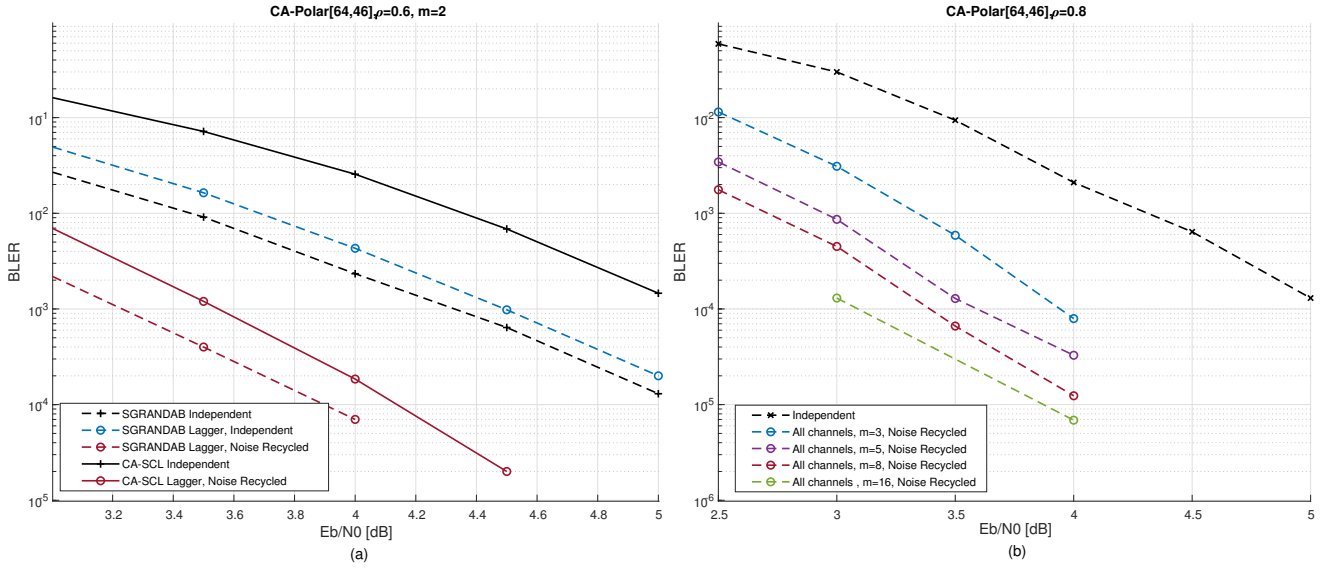 CA-Polar[64,46],ρ=0.6, m=2
BLER
10^1
10^2
10^3
10^4
10^5
SGRANDAB Independent
SGRANDAB Lagger, Independent
SGRANDAB Lagger, Noise Recycled
CA-SCL Independent
CA-SCL Lagger, Noise Recycled
3.2 3.4 3.6 3.8 4 4.2 4.4 4.6 4.8 5
Eb/N0 [dB]
(a)
CA-Polar[64,46],ρ=0.8
BLER
10^2
10^3
10^4
10^5
10^6
Independent
All channels, m=3, Noise Recycled
All channels, m=5, Noise Recycled
All channels, m=8, Noise Recycled
All channels , m=16, Noise Recycled
2.5 3 3.5 4 4.5 5
Eb/N0 [dB]
(b)